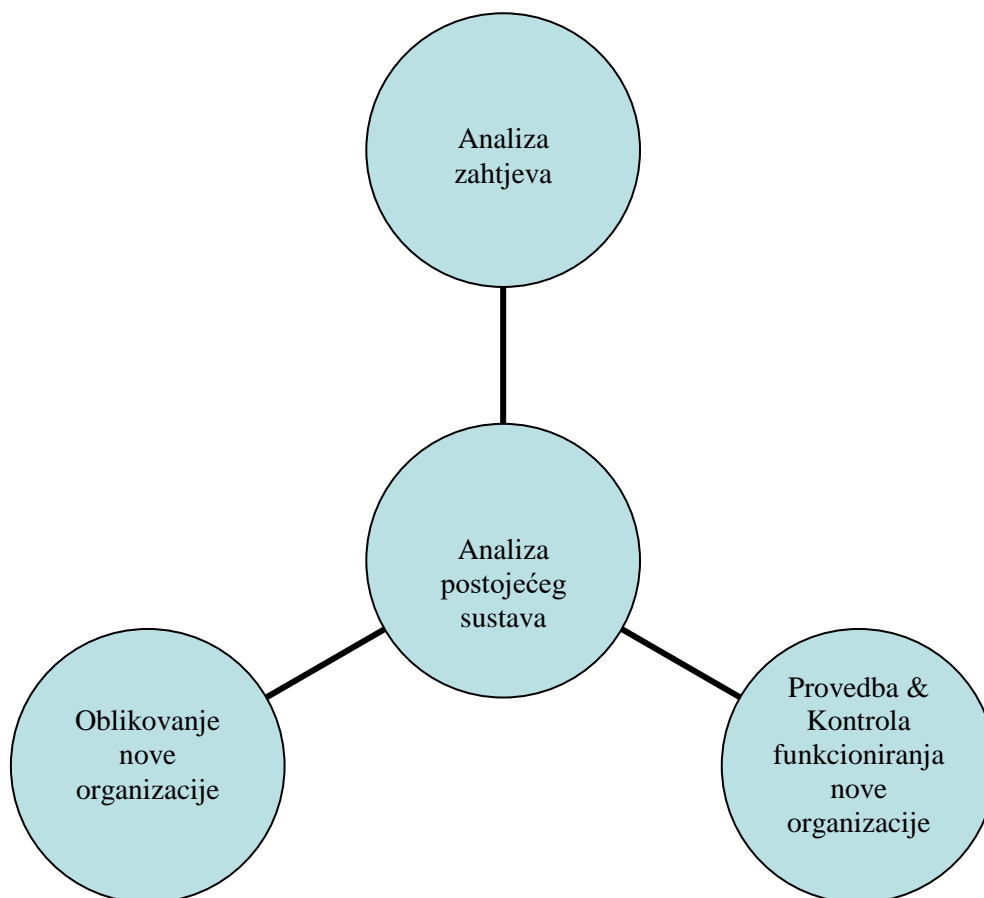 Analiza
zahtjeva
Analiza
postojećeg
sustava
Oblikovanje
nove
organizacije
Provedba &
Kontrola
funkcioniranja
nove
organizacije